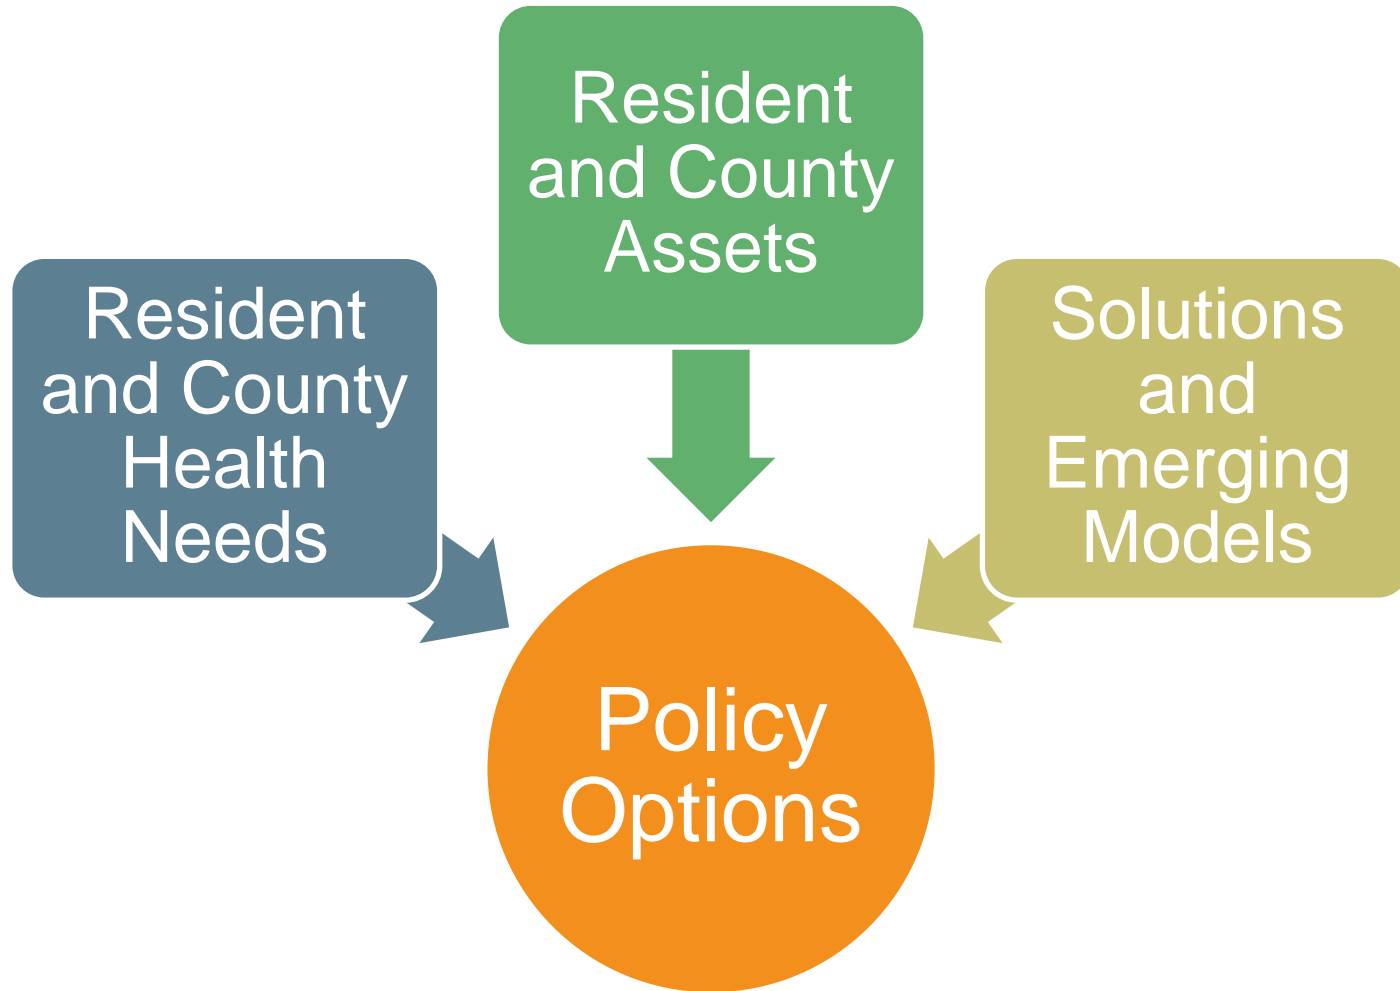 Resident
and County
Assets
Resident
and County
Health
Needs
Solutions
and
Emerging
Models
Policy
Options